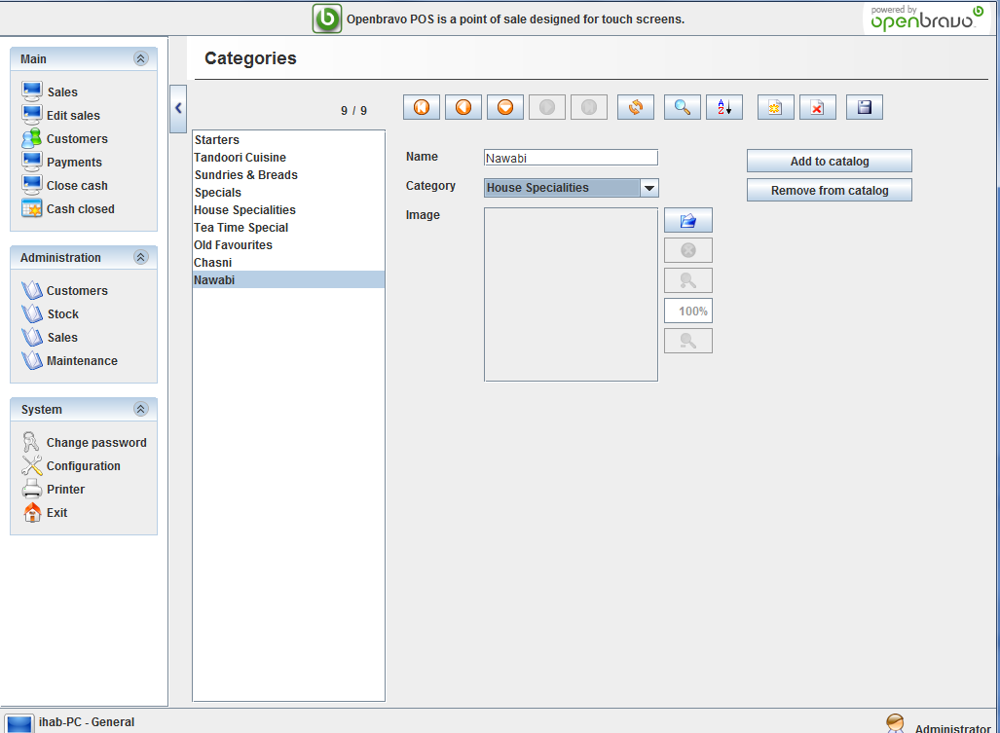 Openbravo POS is a point of sale designed for touch screens.
powered by
openbravo
Main
Sales
Edit sales
Customers
Payments
Close cash
Cash closed
Administration
Customers
Stock
Sales
Maintenance
System
Change password
Configuration
Printer
Exit
Categories
9 / 9
Starters
Tandoori Cuisine
Sundries & Breads
Specials
House Specialities
Tea Time Special
Old Favourites
Chasni
Nawabi
Name
Nawabi
Category
House Specialities
Image
100%
Add to catalog
Remove from catalog
ihab-PC - General
Administrator